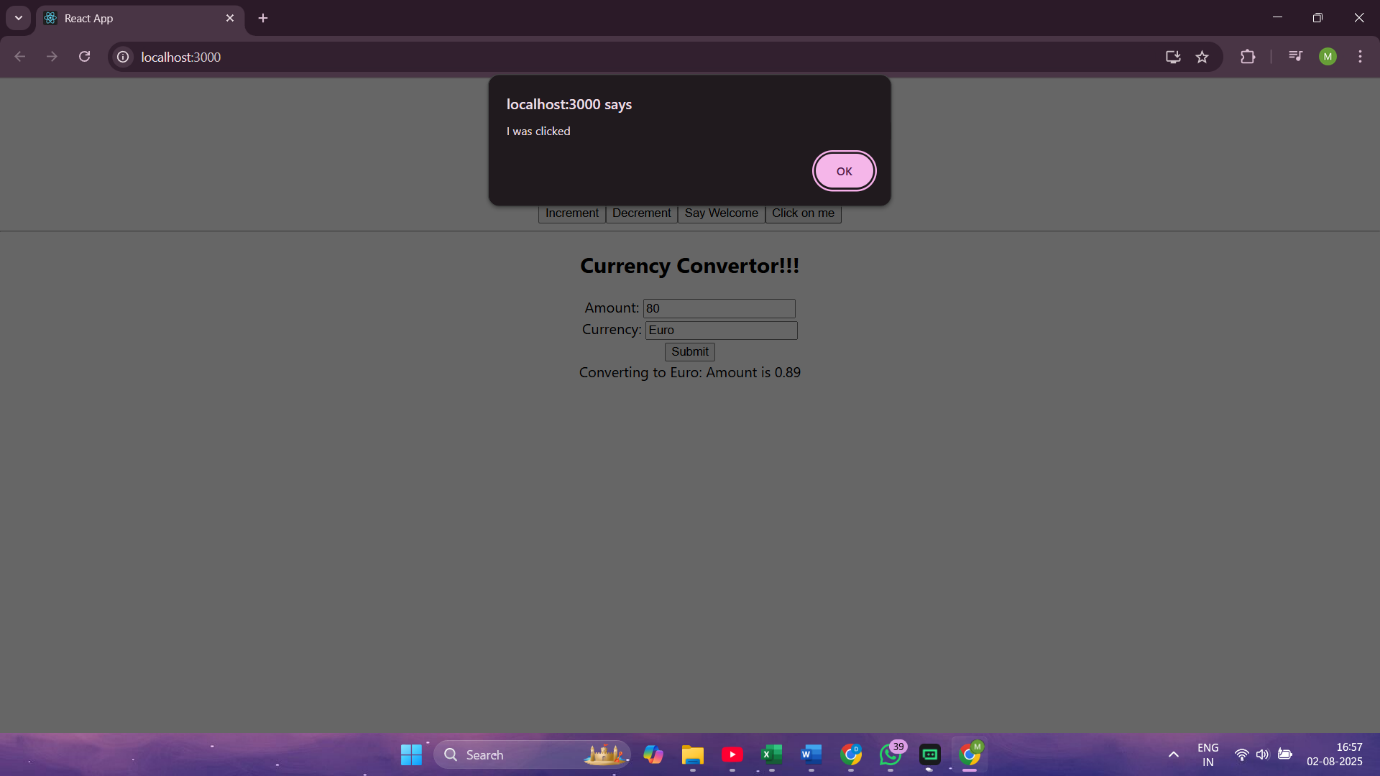 React App
localhost:3000
M
localhost:3000 says
I was clicked
OK
Increment Decrement Say Welcome Click on me
Currency Convertor!!!
Amount: 80
Currency: Euro
Submit
Converting to Euro: Amount is 0.89
Search
39
M
ENG
IN
16:57
02-08-2025